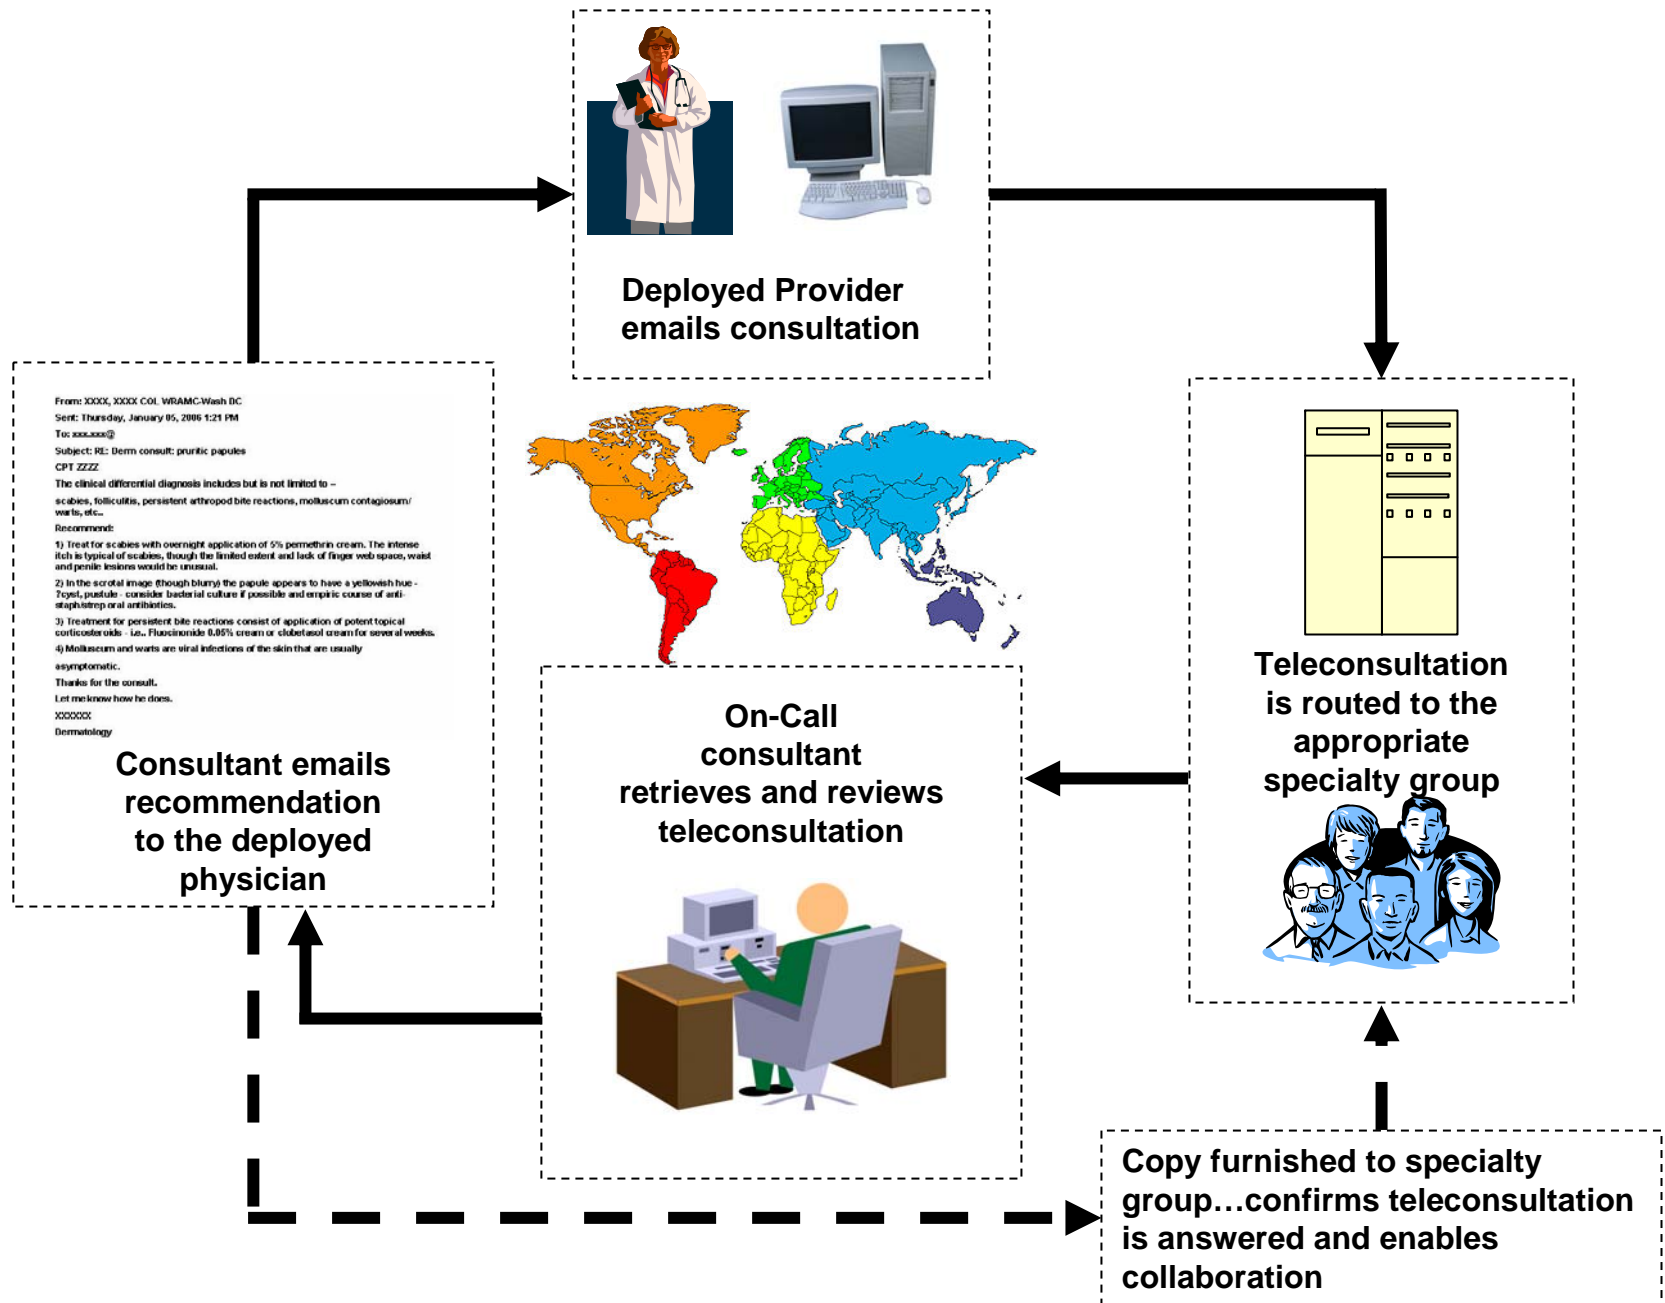 Deployed Provider
emails consultation
From: XXXX, XXXX COL WRAMC-Wash DC
Sent: Thursday, January 05, 2006 1:21 PM
To: xxx.xxx@
Subject: RE: Derm consult: pruritic papules
CPT ZZZZ
The clinical differential diagnosis includes but is not limited to –
scabies, folliculitis, persistent arthropod bite reactions, molluscum contagiosum/
warts, etc..
Recommend:
1) Treat for scabies with overnight application of 5% permethrin cream. The intense
itch is typical of scabies, though the limited extent and lack of finger web space, waist
and penile lesions would be unusual.
2) In the scrotal image (though blurry) the papule appears to have a yellowish hue -
?cyst, pustule - consider bacterial culture if possible and empiric course of anti-
staph/strep oral antibiotics.
3) Treatment for persistent bite reactions consist of application of potent topical
corticosteroids - i.e.. Fluocinonide 0.05% cream or clobetasol cream for several weeks.
4) Molluscum and warts are viral infections of the skin that are usually
asymptomatic.
Thanks for the consult.
Let me know how he does.
XXXXXX
Dermatology
Consultant emails
recommendation
to the deployed
physician
Teleconsultation
is routed to the
appropriate
specialty group
On-Call
consultant
retrieves and reviews
teleconsultation
Copy furnished to specialty
group…confirms teleconsultation
is answered and enables
collaboration